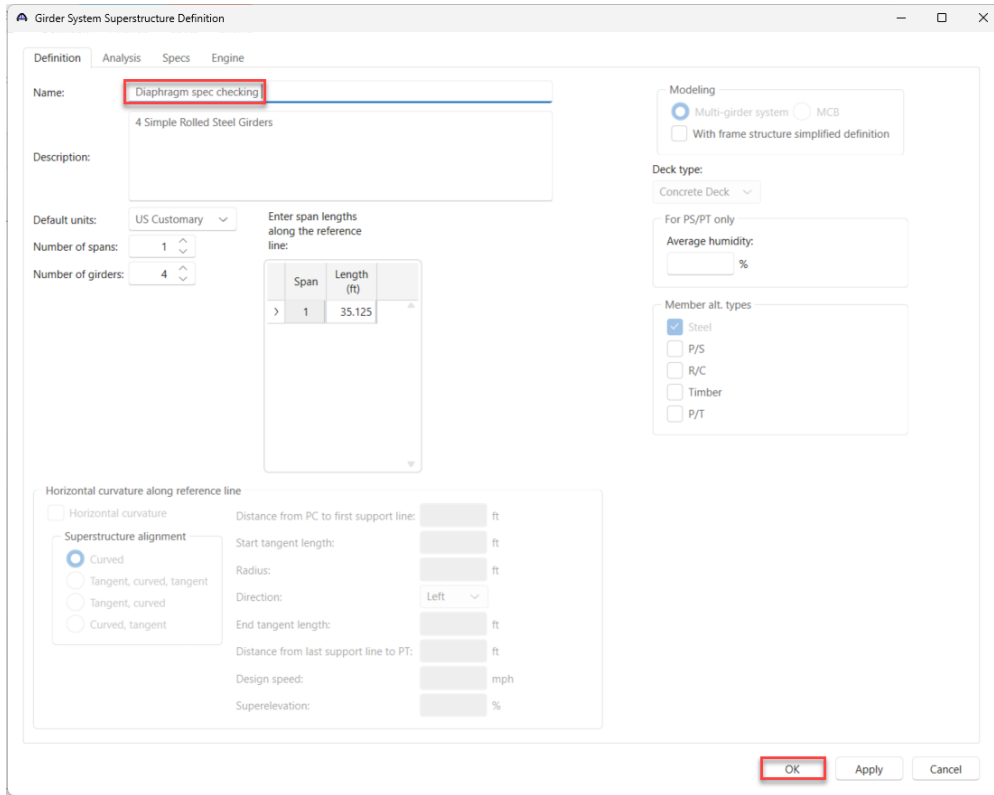 Girder System Superstructure Definition
Definition Analysis Specs Engine
Name: Diaphragm spec checking
Description: 4 Simple Rolled Steel Girders
Default units: US Customary
Number of spans: 1
Number of girders: 4
Enter span lengths
along the reference
line:
Span Length
(ft)
1 35.125
Modeling
Multi-girder system MCB
With frame structure simplified definition
Deck type:
Concrete Deck
For PS/PT only
Average humidity:
%
Member alt. types
Steel
P/S
R/C
Timber
P/T
Horizontal curvature along reference line
Horizontal curvature
Superstructure alignment
Curved
Tangent, curved, tangent
Tangent, curved
Curved, tangent
Distance from PC to first support line: ft
Start tangent length: ft
Radius: ft
Direction: Left
End tangent length: ft
Distance from last support line to PT: ft
Design speed: mph
Superelevation: %
OK Apply Cancel